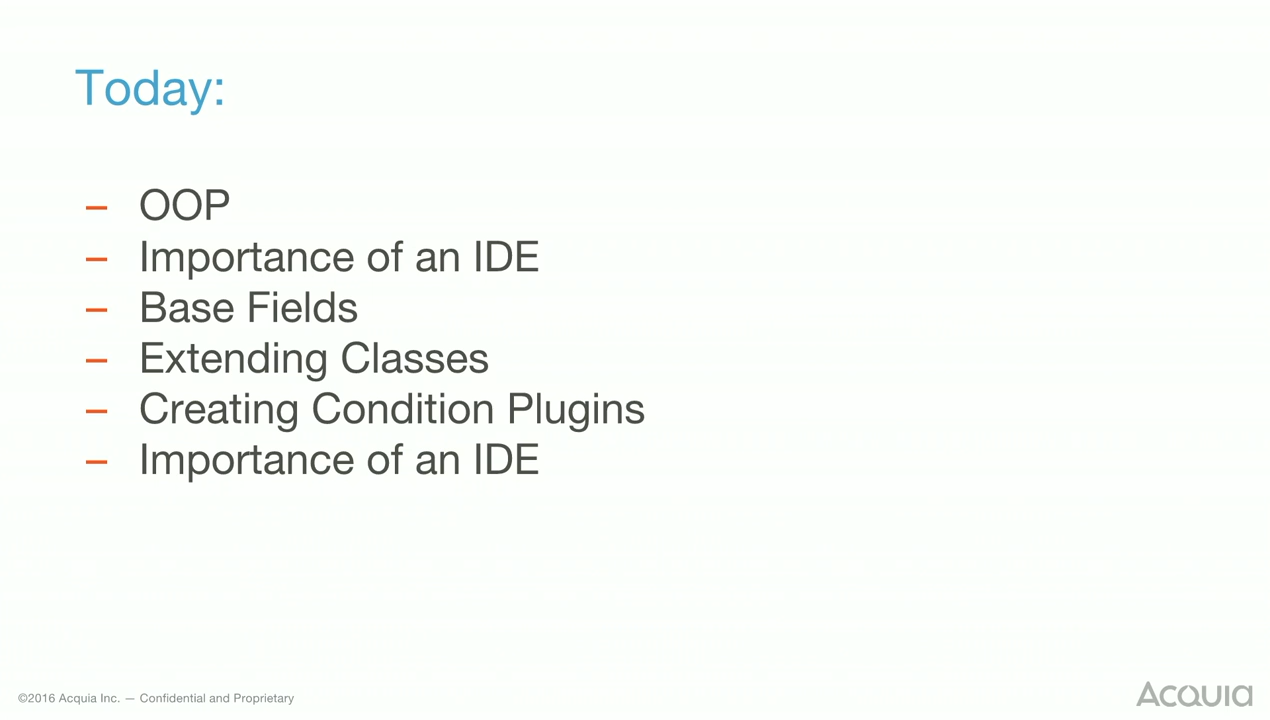 Today:
– OOP
– Importance of an IDE
– Base Fields
– Extending Classes
– Creating Condition Plugins
– Importance of an IDE
©2016 Acquia Inc. — Confidential and Proprietary
Acquia